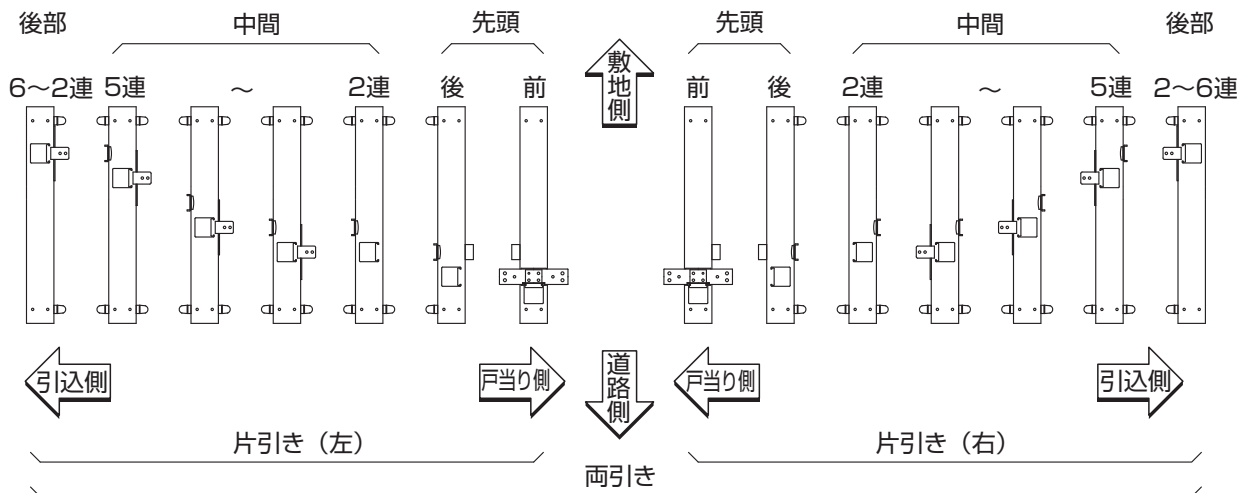 後部 中間 先頭 先頭 中間 後部
6〜2連 5連 〜 2連 後 前 前 後 2連 〜 5連 2〜6連
敷地側
引込側 戸当り側 道路側 戸当り側 引込側
片引き（左） 片引き（右）
両引き